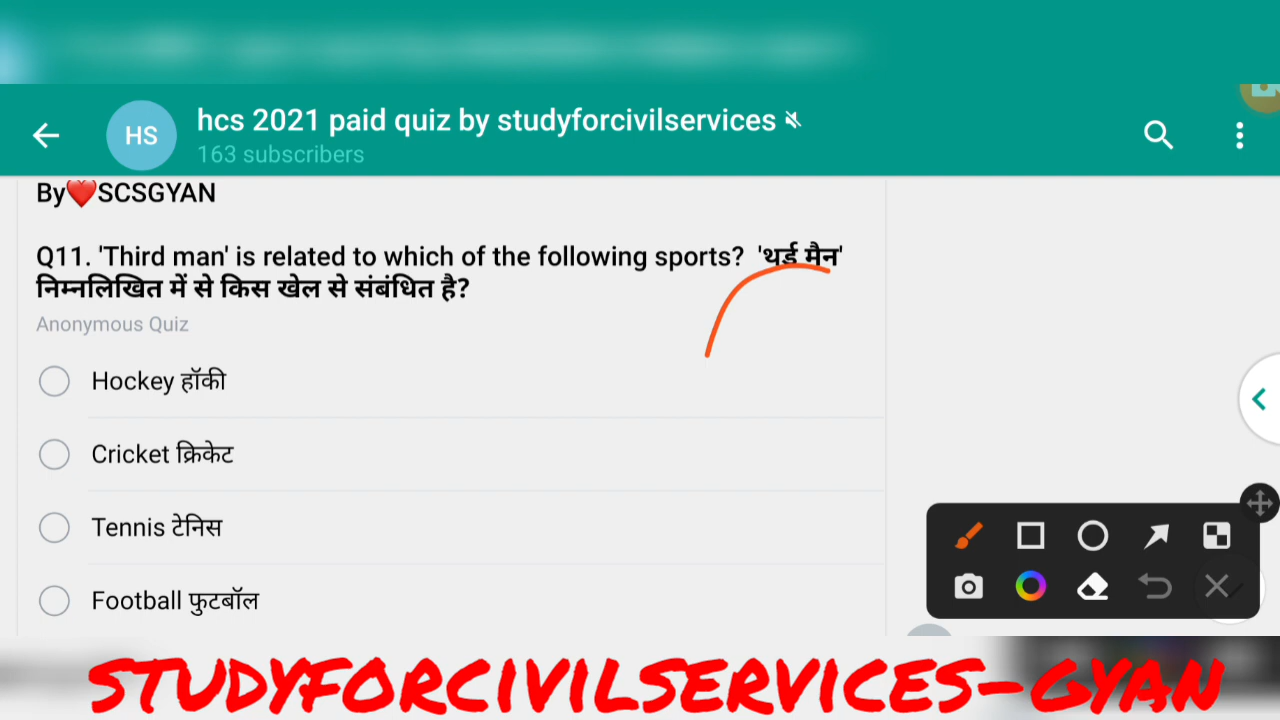 HS
hcs 2021 paid quiz by studyforcivilservices
163 subscribers
By❤️SCSGYAN
Q11. 'Third man' is related to which of the following sports? 'थर्ड मैन'
निम्नलिखित में से किस खेल से संबंधित है?
Anonymous Quiz
Hockey हॉकी
Cricket क्रिकेट
Tennis टेनिस
Football फुटबॉल
STUDYFORCIVILSERVICES-GYAN